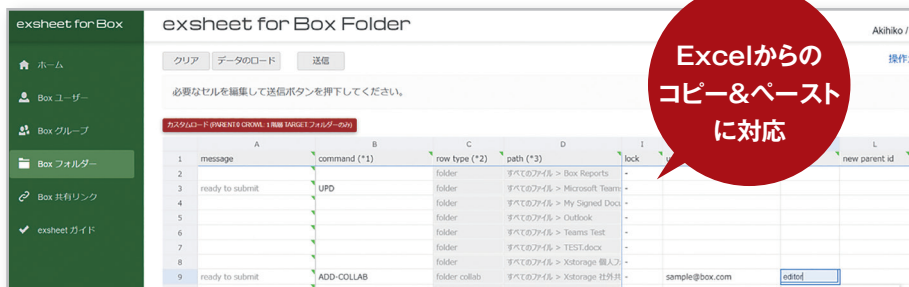 exsheet for Box
exsheet for Box Folder
Akihiko /
クリア データのロード 送信
操作
必要なセルを編集して送信ボタンを押下してください。
Excelからの
コピー&ペースト
に対応
ホーム
Box ユーザー
Box グループ
Box フォルダー
Box 共有リンク
exsheet ガイド
カスタムロード (PARENT:0 CROWL: 1 階層 TARGET フォルダーのみ)
A B C D I L
1 message command (*1) row type (*2) path (*3) lock new parent id
2 folder すべてのファイル > Box Reports -
3 ready to submit UPD folder すべてのファイル > Microsoft Team -
4 folder すべてのファイル > My Signed Docu -
5 folder すべてのファイル > Outlook -
6 folder すべてのファイル > Teams Test -
7 folder すべてのファイル > TEST.docx -
8 folder すべてのファイル > Xstorage 個人フ -
9 ready to submit ADD-COLLAB folder collab すべてのファイル > Xstorage 社外共 - sample@box.com editor